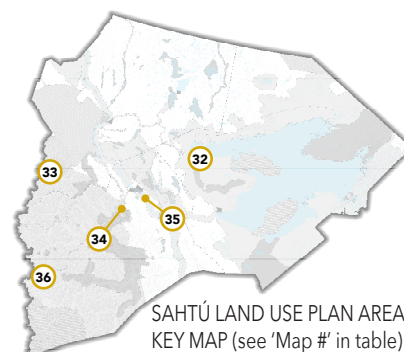 32
33
35
34
36
SAHTÚ LAND USE PLAN AREA
KEY MAP (see ‘Map #’ in table)